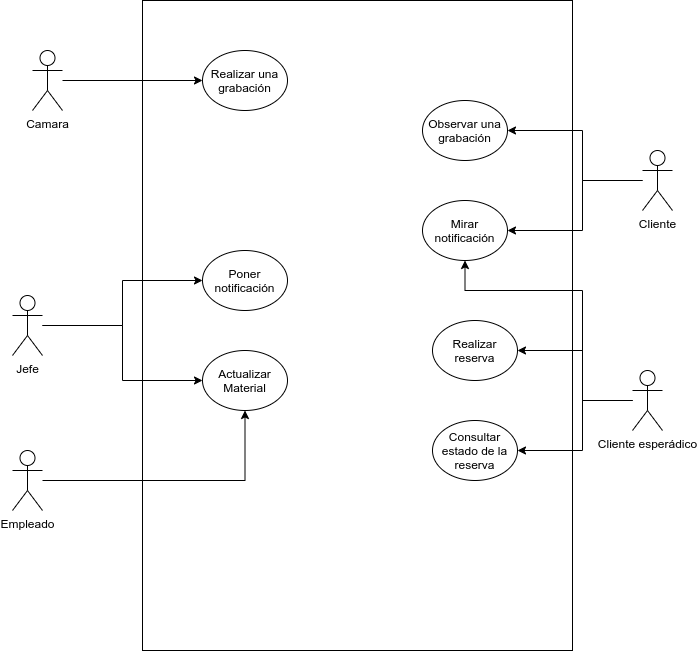 Realizar una
grabación
Camara
Observar una
grabación
Cliente
Mirar
notificación
Poner
notificación
Jefe
Realizar
reserva
Actualizar
Material
Cliente esperádico
Consultar
estado de la
reserva
Empleado